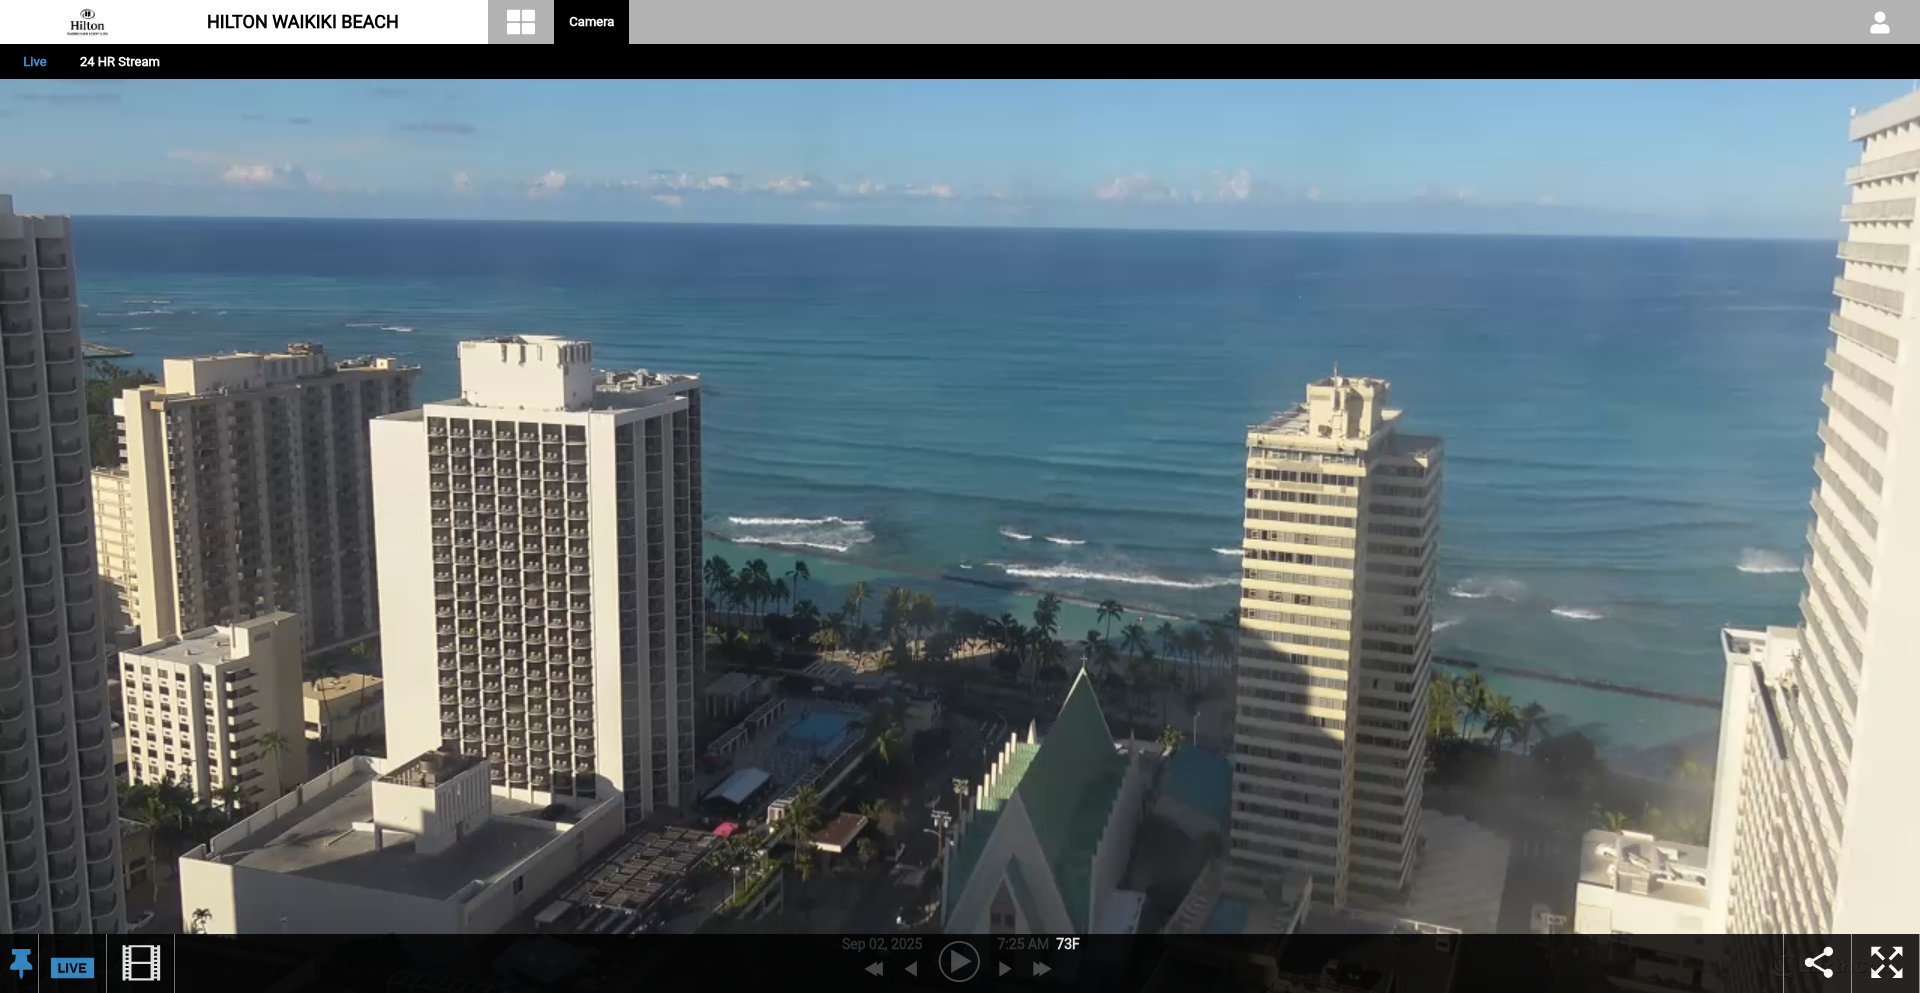 Hilton
HILTON WAIKIKI BEACH
Camera
Live
24 HR Stream
Sep 02, 2025
7:25 AM
73F
LIVE